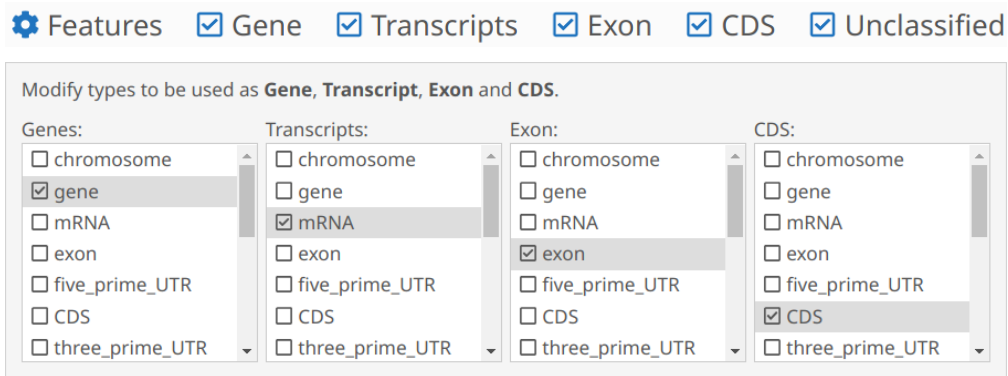 Features Gene Transcripts Exon CDS Unclassified
Modify types to be used as Gene, Transcript, Exon and CDS.
Genes: Transcripts: Exon: CDS:
chromosome chromosome chromosome chromosome
gene gene gene gene
mRNA mRNA mRNA mRNA
exon exon exon exon
five_prime_UTR five_prime_UTR five_prime_UTR five_prime_UTR
CDS CDS CDS CDS
three_prime_UTR three_prime_UTR three_prime_UTR three_prime_UTR